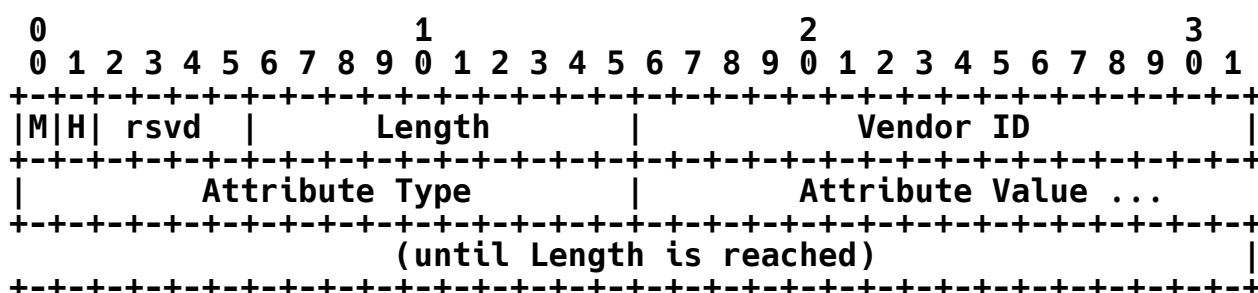 0                   1                   2                   3
 0 1 2 3 4 5 6 7 8 9 0 1 2 3 4 5 6 7 8 9 0 1 2 3 4 5 6 7 8 9 0 1
+-+-+-+-+-+-+-+-+-+-+-+-+-+-+-+-+-+-+-+-+-+-+-+-+-+-+-+-+-+-+-+-+
|M|H| rsvd  |      Length       |           Vendor ID           |
+-+-+-+-+-+-+-+-+-+-+-+-+-+-+-+-+-+-+-+-+-+-+-+-+-+-+-+-+-+-+-+-+
|         Attribute Type        |        Attribute Value ...
+-+-+-+-+-+-+-+-+-+-+-+-+-+-+-+-+-+-+-+-+-+-+-+-+-+-+-+-+-+-+-+-+
                    (until Length is reached)                   |
+-+-+-+-+-+-+-+-+-+-+-+-+-+-+-+-+-+-+-+-+-+-+-+-+-+-+-+-+-+-+-+-+